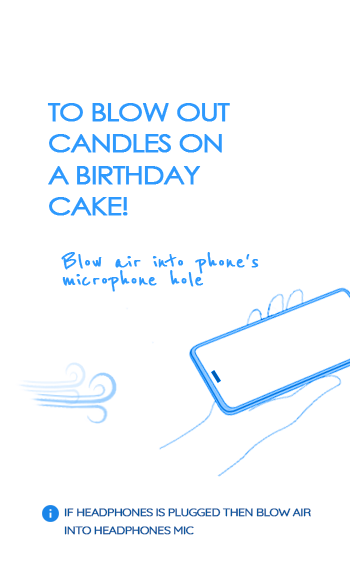 TO BLOW OUT
CANDLES ON
A BIRTHDAY
CAKE!
Blow air into phone's
microphone hole
IF HEADPHONES IS PLUGGED THEN BLOW AIR
INTO HEADPHONES MIC